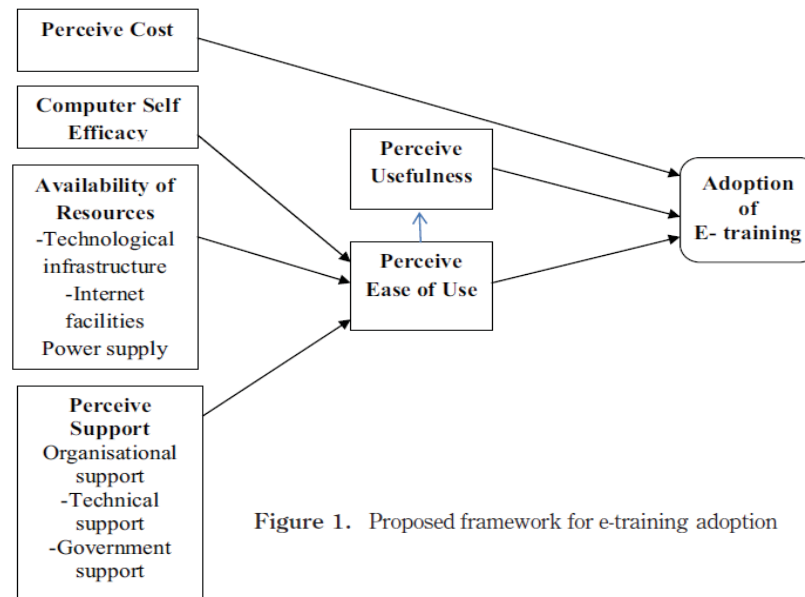 Perceive Cost
Computer Self
Efficacy
Availability of
Resources
-Technological
infrastructure
-Internet
facilities
Power supply
Perceive
Support
Organisational
support
-Technical
support
-Government
support
Perceive
Usefulness
Perceive
Ease of Use
Adoption
of
E- training
Figure 1. Proposed framework for e-training adoption